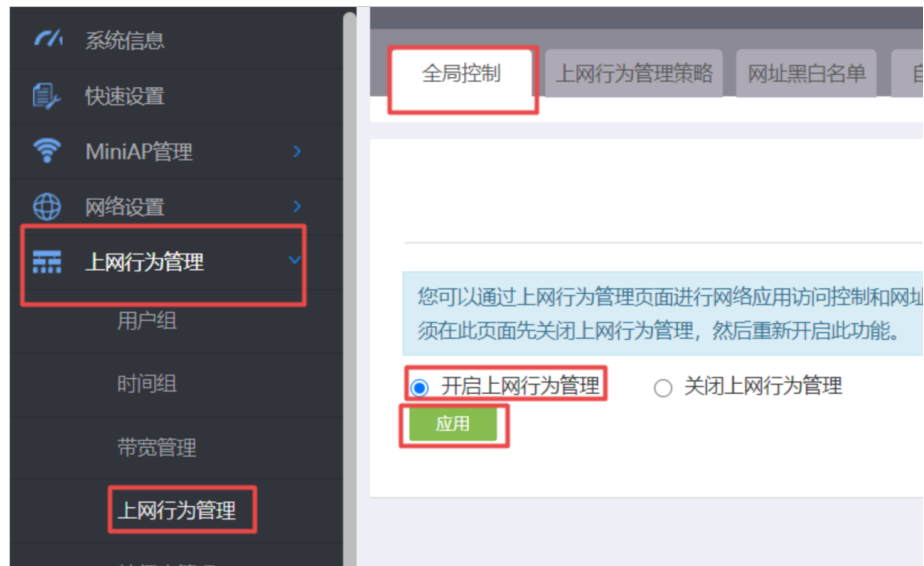 系统信息
快速设置
MiniAP管理
网络设置
上网行为管理
用户组
时间组
带宽管理
上网行为管理
全局控制
上网行为管理策略
网址黑白名单
您可以通过上网行为管理页面进行网络应用访问控制和网址
须在此页面先关闭上网行为管理，然后重新开启此功能。
开启上网行为管理
关闭上网行为管理
应用